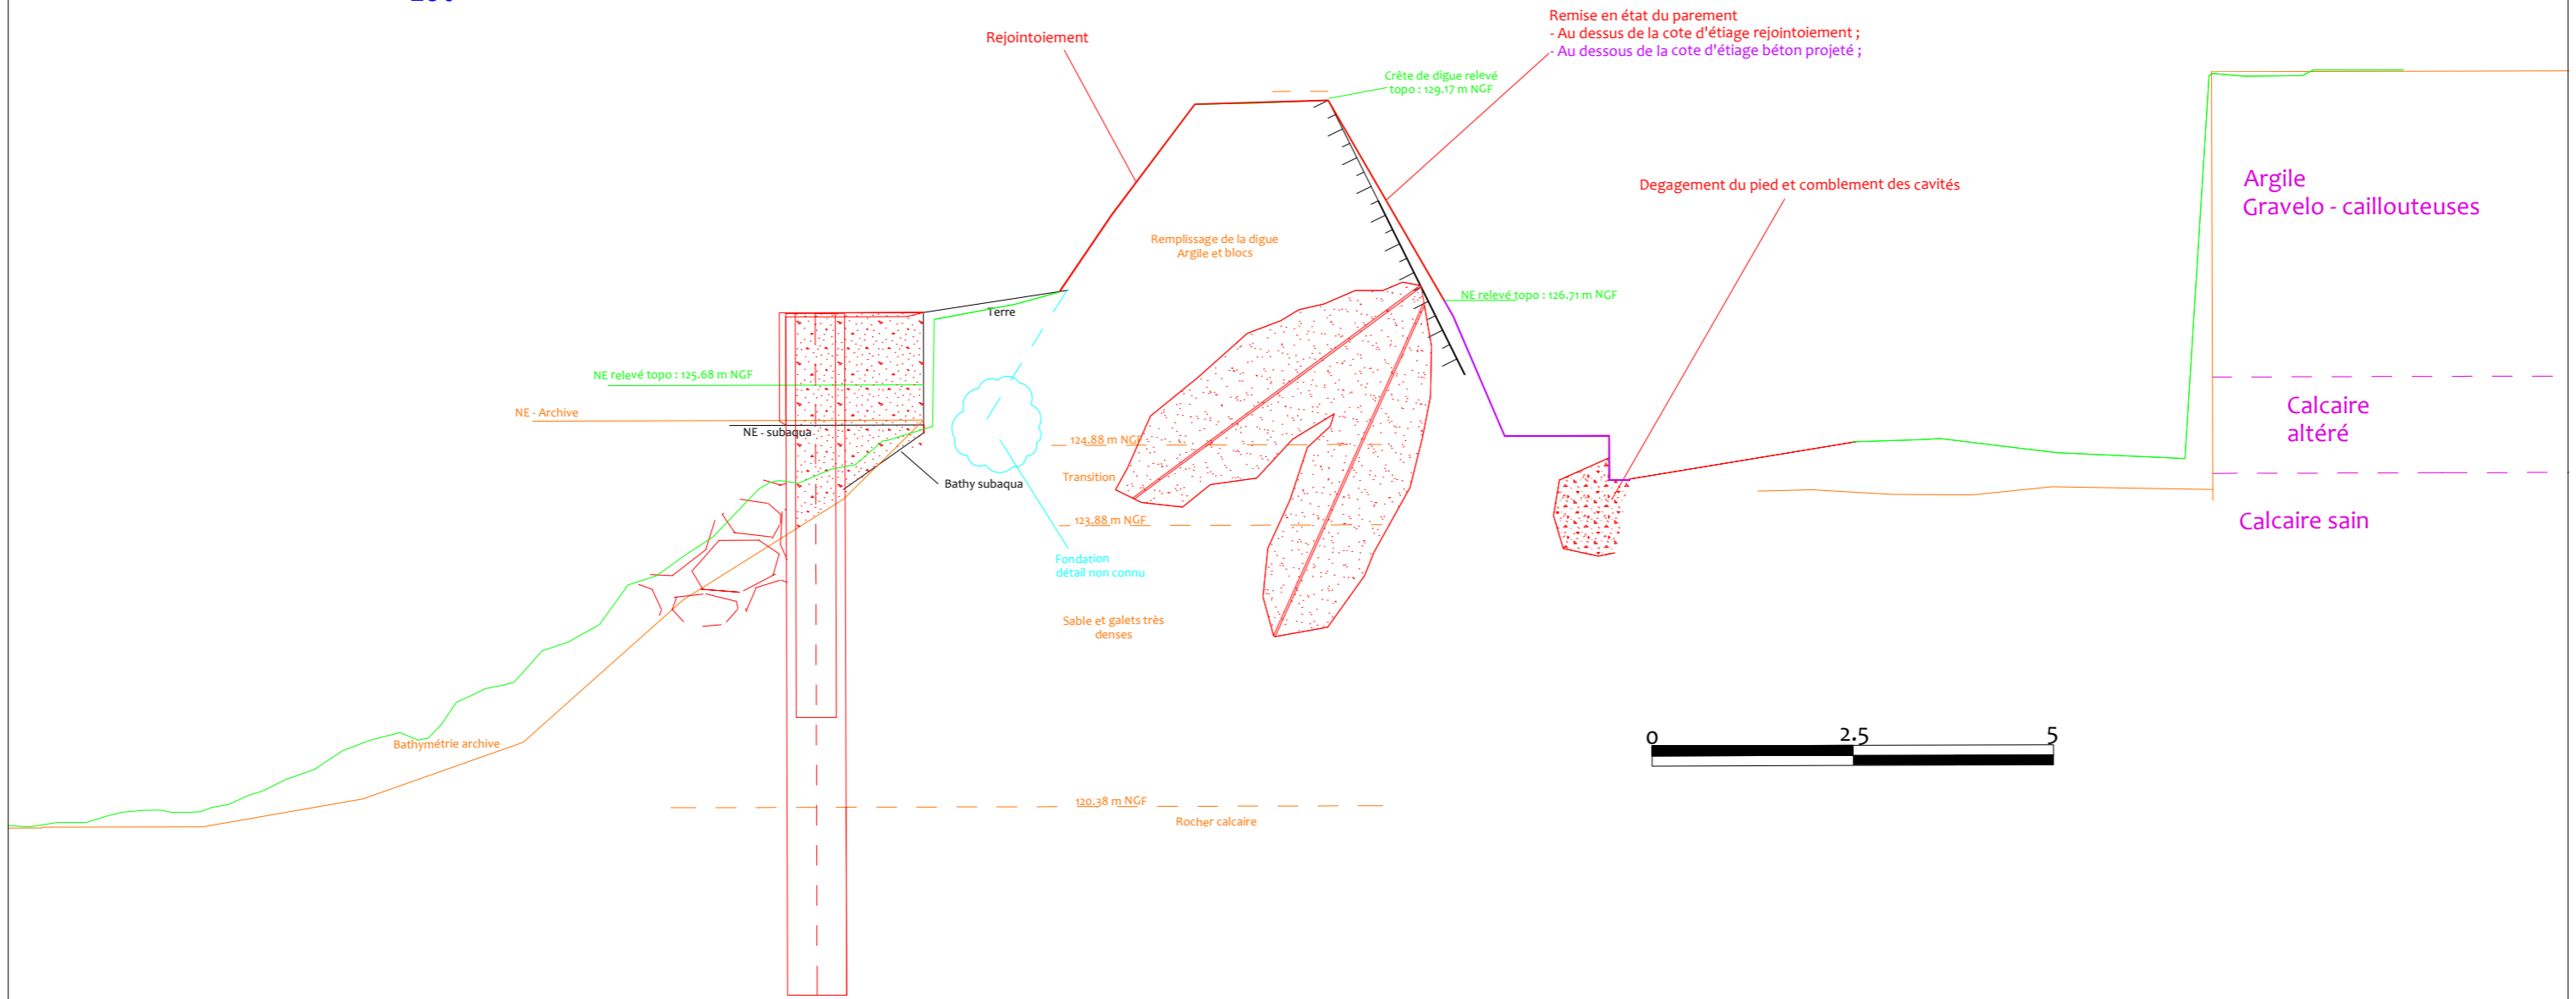 Rejointoiement
Remise en état du parement
- Au dessus de la cote d'étiage rejointoiement ;
- Au dessous de la cote d'étiage béton projeté ;
Crête de digue relevé
topo : 129.17 m NGF
Degagement du pied et comblement des cavités
Argile
Gravelo - caillouteuses
Remplissage de la digue
Argile et blocs
NE relevé topo : 126.71 m NGF
Terre
NE relevé topo : 125.68 m NGF
NE - Archive
NE - subaqua
Bathy subaqua
124.88 m NGF
Transition
123.88 m NGF
Calcaire
altéré
Calcaire sain
Fondation
détail non connu
Sable et galets très
denses
Bathymétrie archive
0 2.5 5
120.38 m NGF
Rocher calcaire